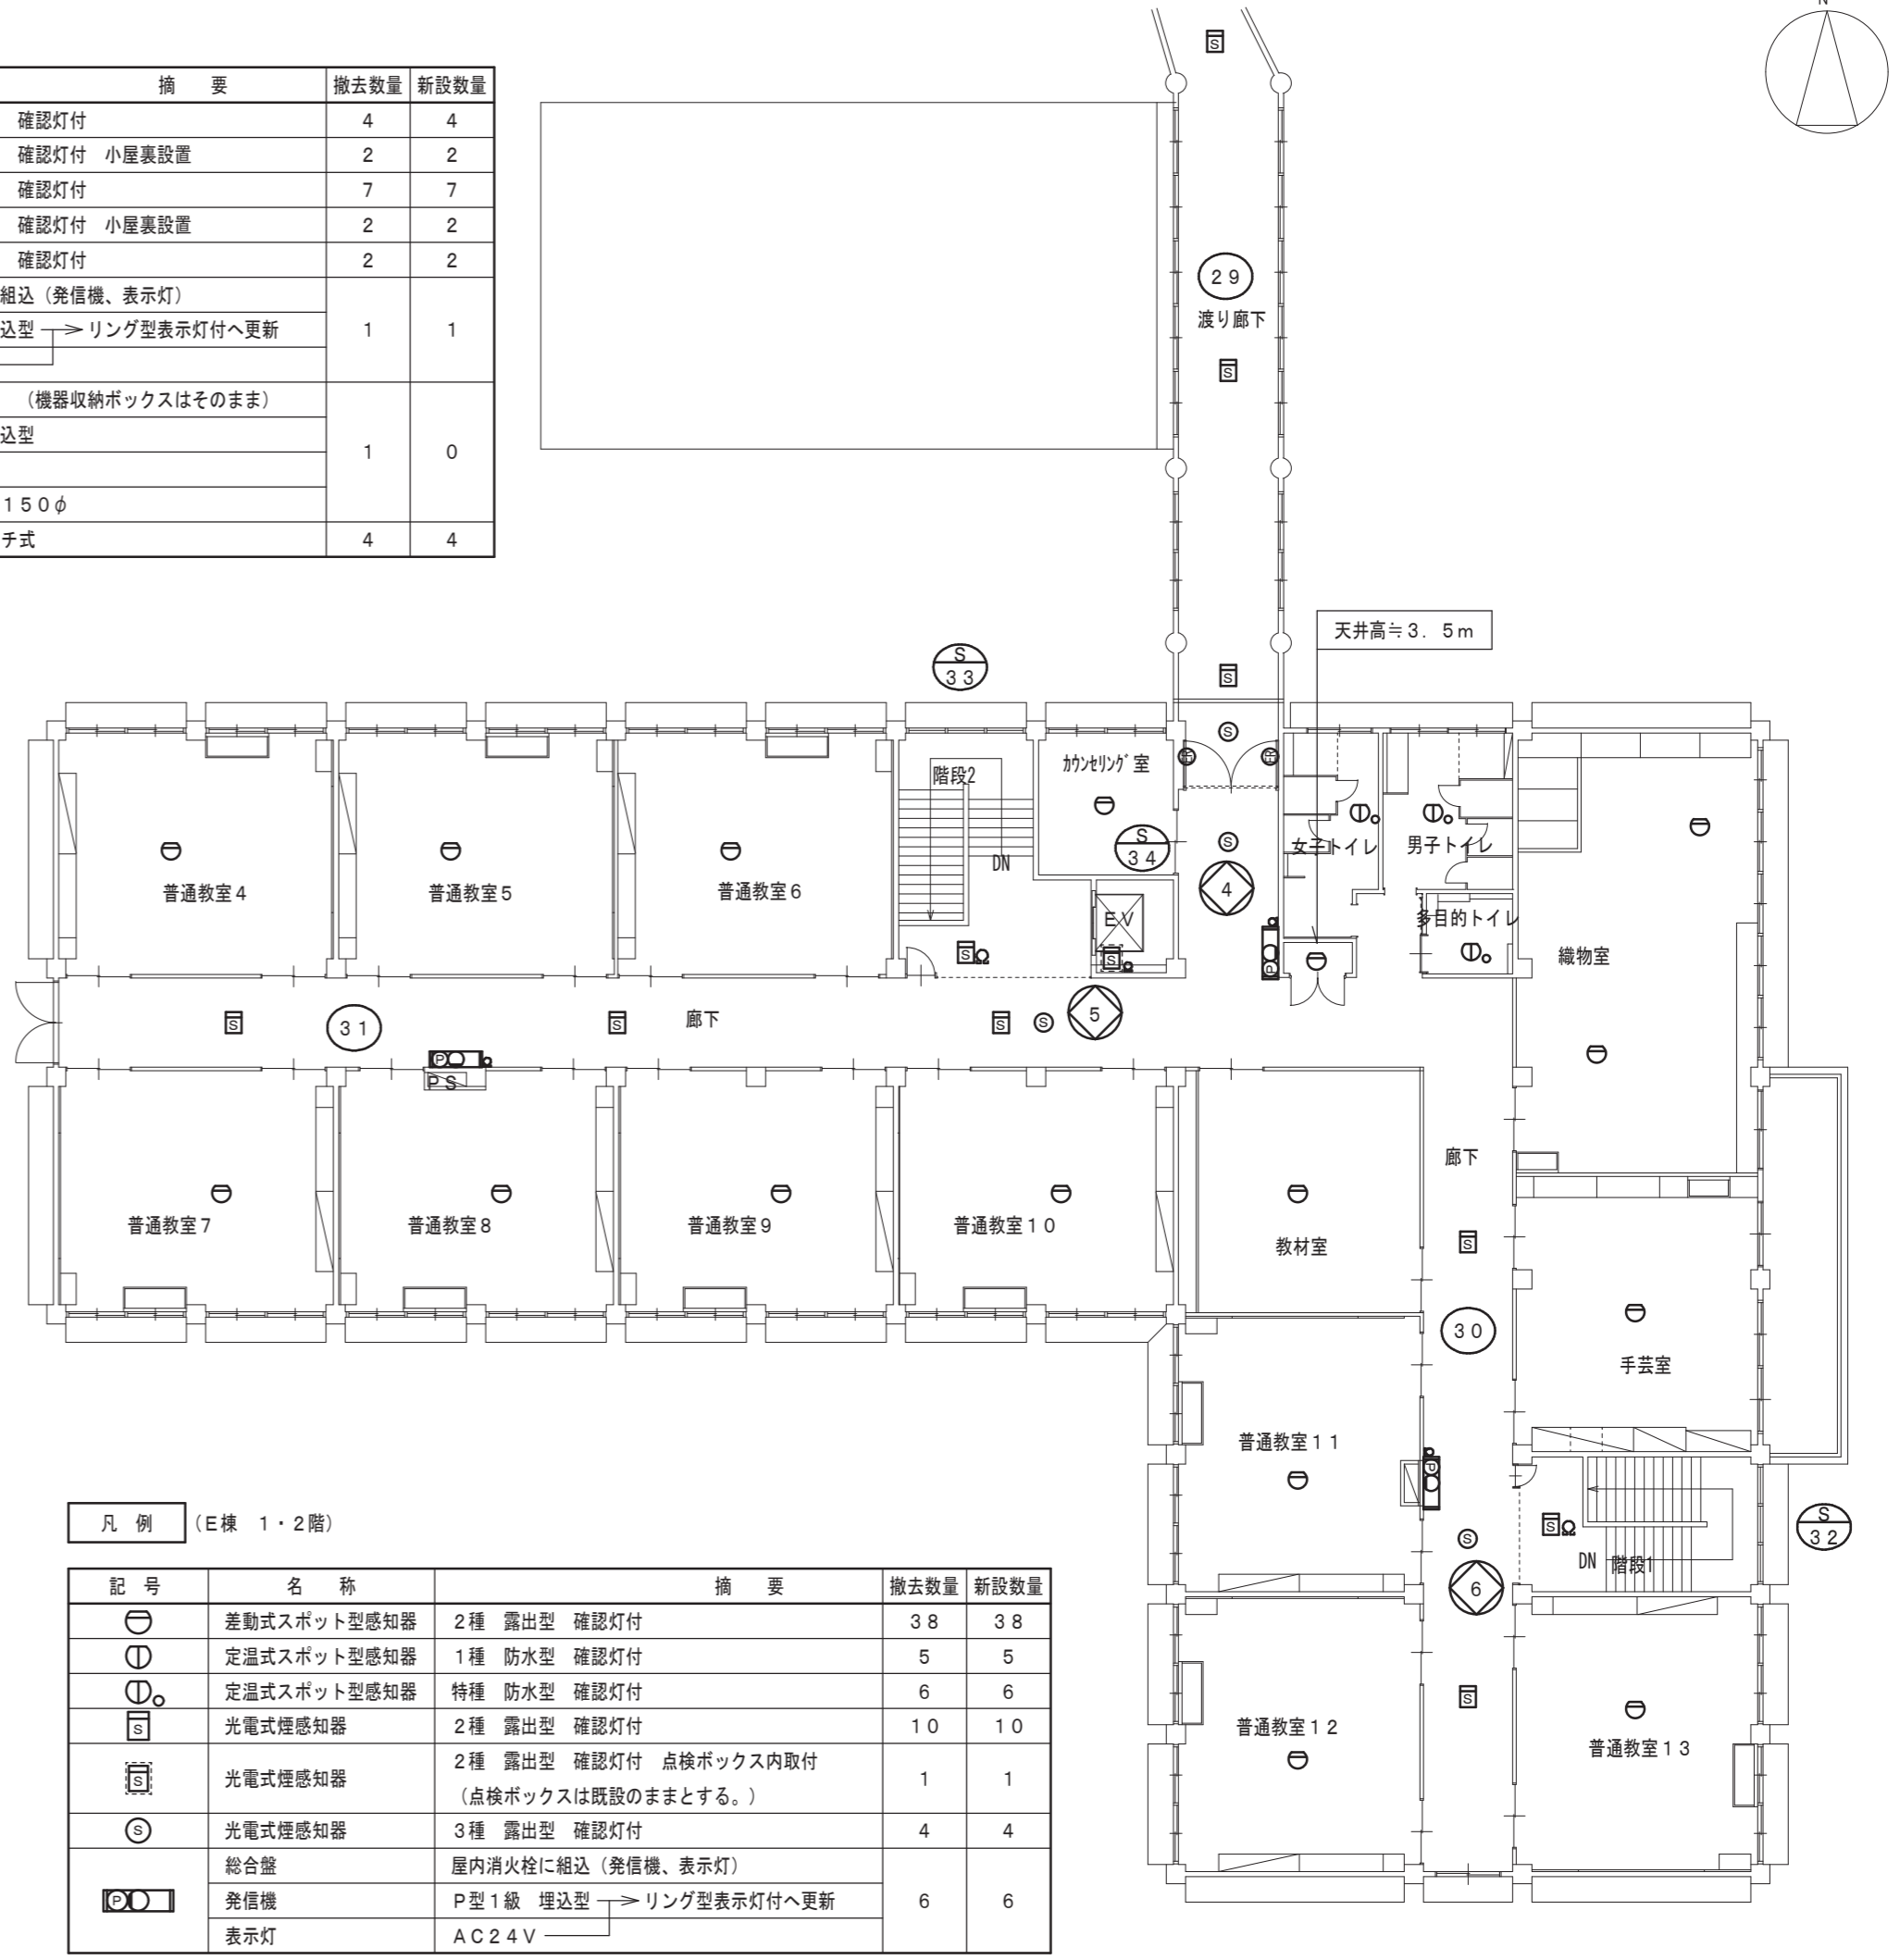 N
摘　要 撤去数量 新設数量
確認灯付 4 4
確認灯付　小屋裏設置 2 2
確認灯付 7 7
確認灯付　小屋裏設置 2 2
確認灯付 2 2
組込（発信機、表示灯）
込型 → リング型表示灯付へ更新 1 1
（機器収納ボックスはそのまま）
込型
1 0
１５０φ
チ式 4 4
S
29
渡り廊下
S
天井高≒３．５ｍ
S
33
S
S
カウンセリング室
階段2
ER ER
S
34
S
DN
女子トイレ
男子トイレ
普通教室４
普通教室５
普通教室６
4
EV
多目的トイレ
S Ω
S Ω
P
織物室
S
31
S
廊下
S
S
5
P
PS
廊下
普通教室７
普通教室８
普通教室９
普通教室１０
教材室
S
30
手芸室
普通教室１１
P
S
S Ω
S
32
DN 階段1
6
S
普通教室１２
普通教室１３
凡　例 （Ｅ棟　１・２階）
記　号 名　称 摘　要 撤去数量 新設数量
差動式スポット型感知器 ２種　露出型　確認灯付 ３８ ３８
定温式スポット型感知器 １種　防水型　確認灯付 ５ ５
定温式スポット型感知器 特種　防水型　確認灯付 ６ ６
S 光電式煙感知器 ２種　露出型　確認灯付 １０ １０
S 光電式煙感知器 ２種　露出型　確認灯付　点検ボックス内取付 １ １
（点検ボックスは既設のままとする。）
S 光電式煙感知器 ３種　露出型　確認灯付 ４ ４
総合盤 屋内消火栓に組込（発信機、表示灯）
P 発信機 Ｐ型１級　埋込型 → リング型表示灯付へ更新 ６ ６
表示灯 ＡＣ２４Ｖ